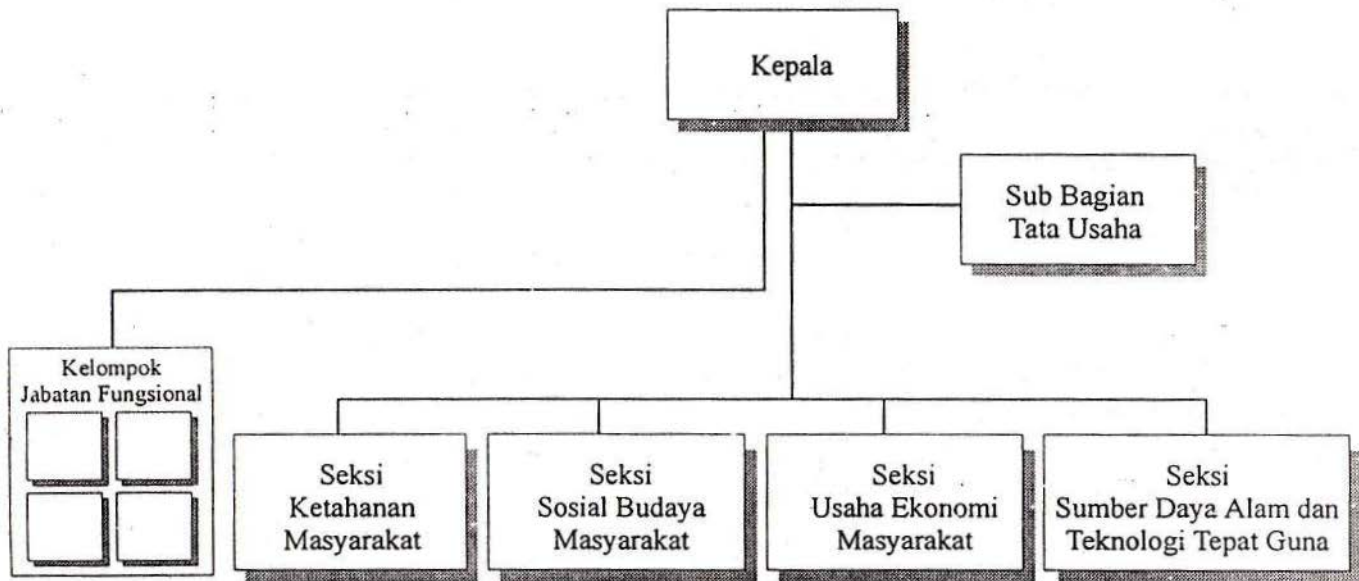 Kepala
Sub Bagian
Tata Usaha
Kelompok
Jabatan Fungsional
Seksi
Ketahanan
Masyarakat
Seksi
Sosial Budaya
Masyarakat
Seksi
Usaha Ekonomi
Masyarakat
Seksi
Sumber Daya Alam dan
Teknologi Tepat Guna